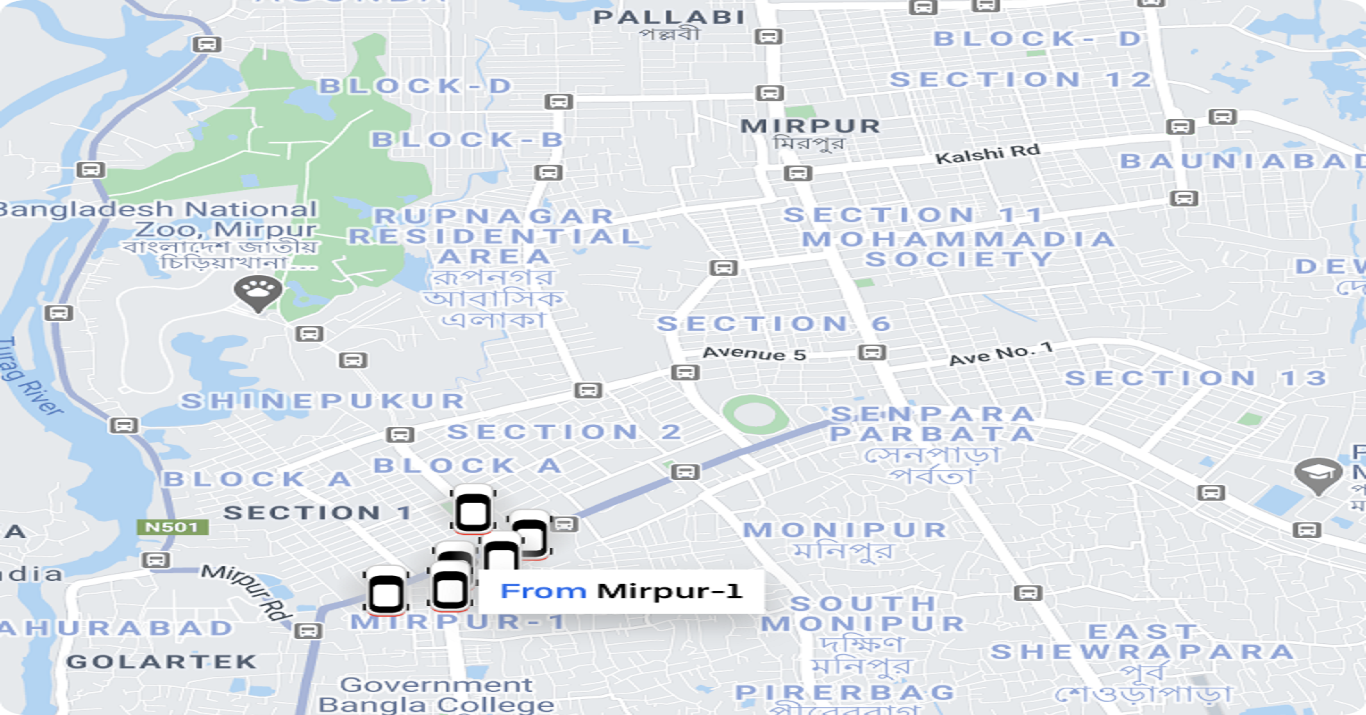 PALLABI
পল্লবী
BLOCK- D
SECTION 12
BLOCK-D
BLOCK-B
MIRPUR
মিরপুর
Kalshi Rd
BAUNIABAD
Bangladesh National
Zoo, Mirpur
বাংলাদেশ জাতীয়
চিড়িয়াখানা...
RUPNAGAR
RESIDENTIAL
AREA
রূপনগর
আবাসিক
এলাকা
SECTION 11
MOHAMMADIA
SOCIETY
SECTION 6
Avenue 5
Ave No. 1
SECTION 13
Turag River
SHINEPUKUR
SECTION 2
SENPARA
PARBATA
সেনপাড়া
পর্বতা
BLOCK A
BLOCK A
SECTION 1
N501
MONIPUR
মনিপুর
Mirpur Rd
From Mirpur-1
MIRPUR-1
SOUTH
MONIPUR
দক্ষিণ
মনিপুর
EAST
SHEWRAPARA
পূর্ব
শেওড়াপাড়া
AHURABAD
GOLARTEK
Government
Bangla College
PIRERBAG